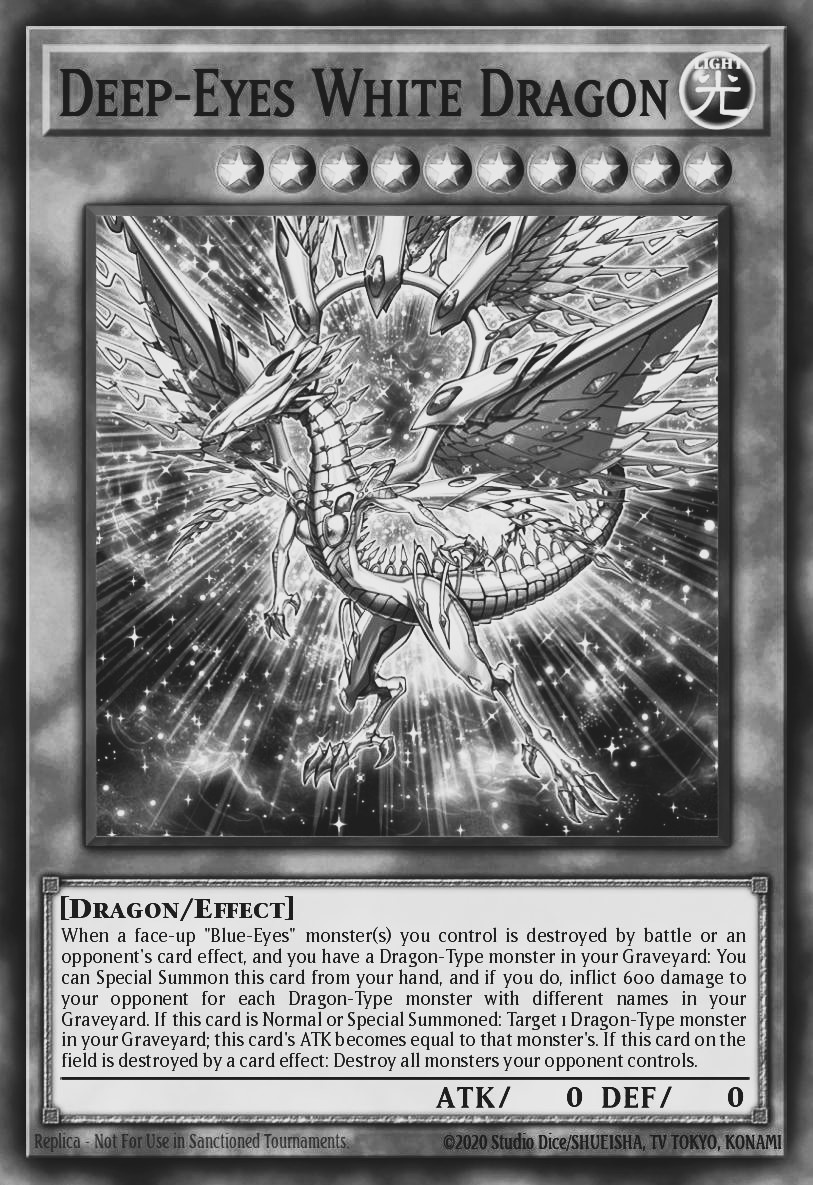 Deep-Eyes White Dragon
LIGHT
光
[Dragon/Effect]
When a face-up "Blue-Eyes" monster(s) you control is destroyed by battle or an
opponent's card effect, and you have a Dragon-Type monster in your Graveyard: You
can Special Summon this card from your hand, and if you do, inflict 600 damage to
your opponent for each Dragon-Type monster with different names in your
Graveyard. If this card is Normal or Special Summoned: Target 1 Dragon-Type monster
in your Graveyard; this card's ATK becomes equal to that monster's. If this card on the
field is destroyed by a card effect: Destroy all monsters your opponent controls.
ATK/ 0 DEF/ 0
Replica - Not For Use in Sanctioned Tournaments.
©2020 Studio Dice/SHUEISHA, TV TOKYO, KONAMI